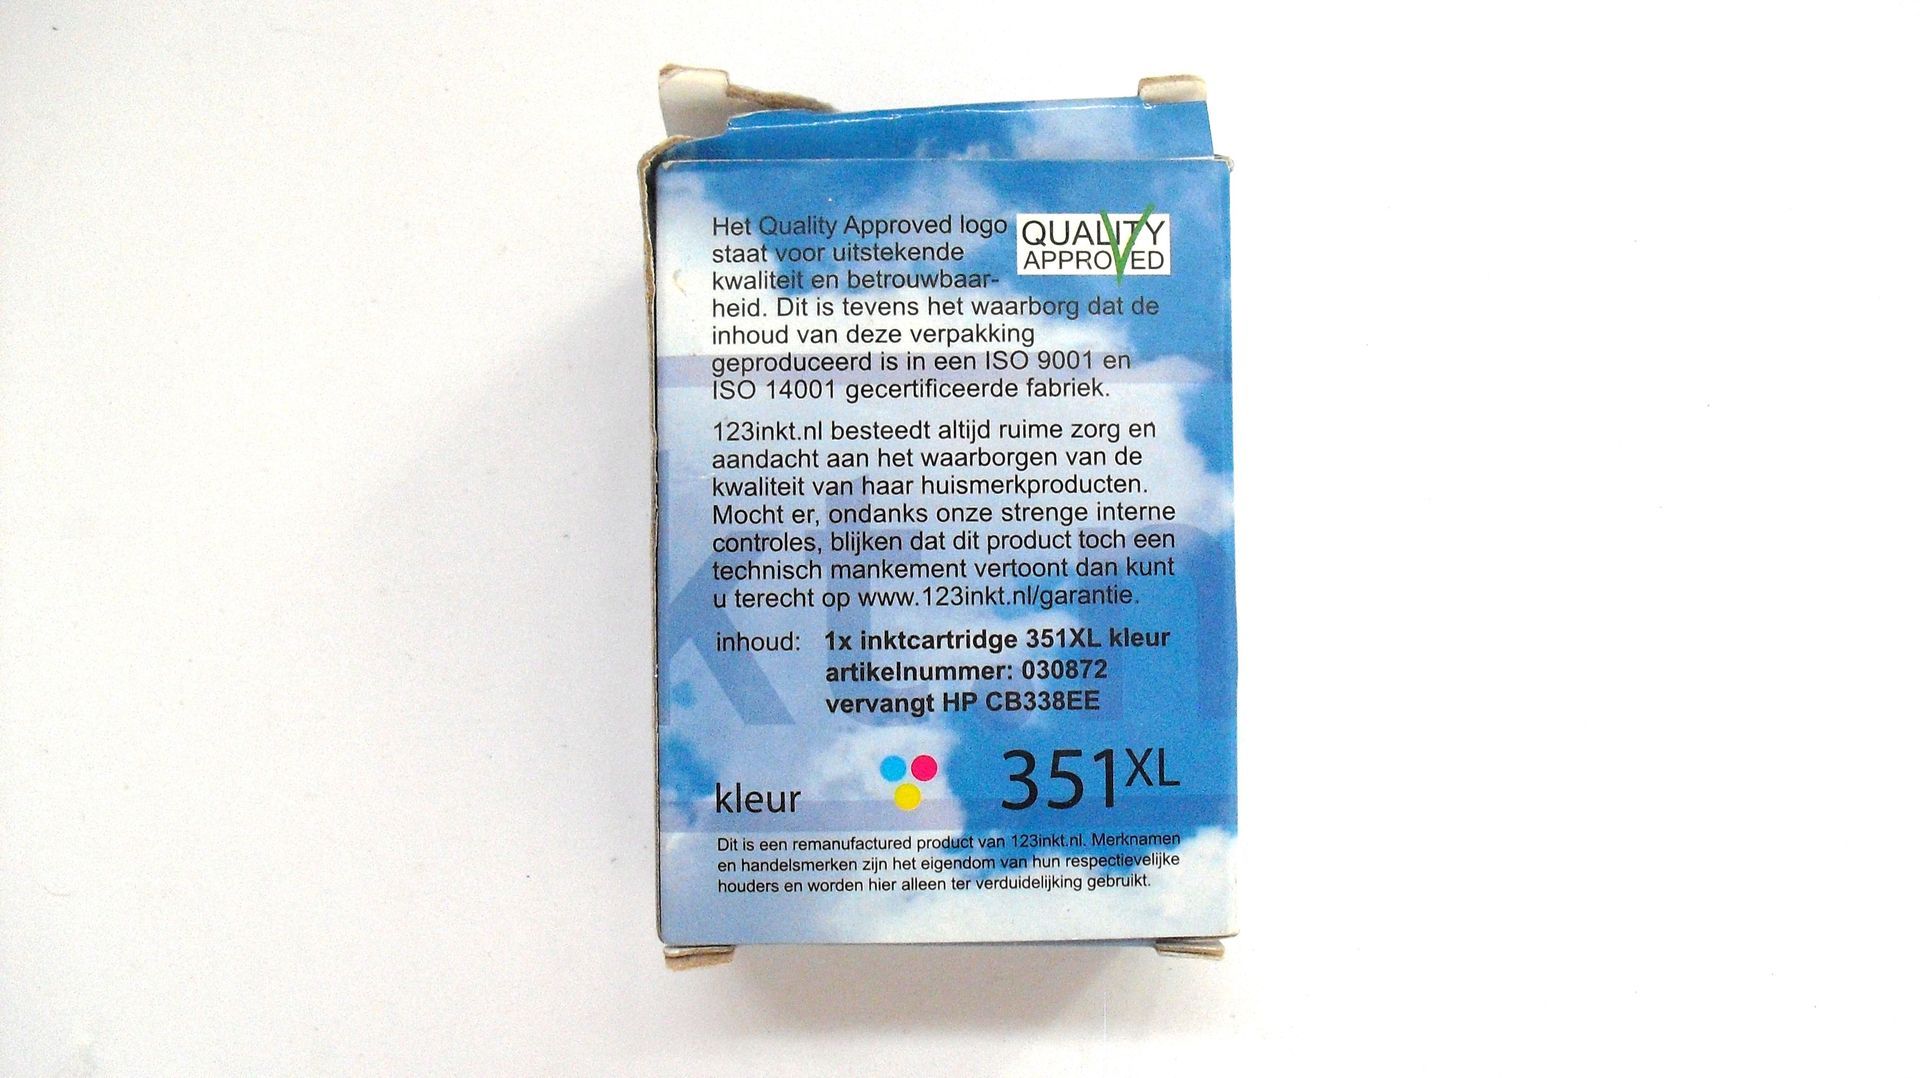 Het Quality Approved logo
staat voor uitstekende
kwaliteit en betrouwbaar-
heid. Dit is tevens het waarborg dat de
inhoud van deze verpakking
geproduceerd is in een ISO 9001 en
ISO 14001 gecertificeerde fabriek.
QUALITY
APPROVED
123inkt.nl besteedt altijd ruime zorg en
aandacht aan het waarborgen van de
kwaliteit van haar huismerkproducten.
Mocht er, ondanks onze strenge interne
controles, blijken dat dit product toch een
technisch mankement vertoont dan kunt
u terecht op www.123inkt.nl/garantie.
inhoud: 1x inktcartridge 351XL kleur
artikelnummer: 030872
vervangt HP CB338EE
kleur 351XL
Dit is een remanufactured product van 123inkt.nl. Merknamen
en handelsmerken zijn het eigendom van hun respectievelijke
houders en worden hier alleen ter verduidelijking gebruikt.
kt.n